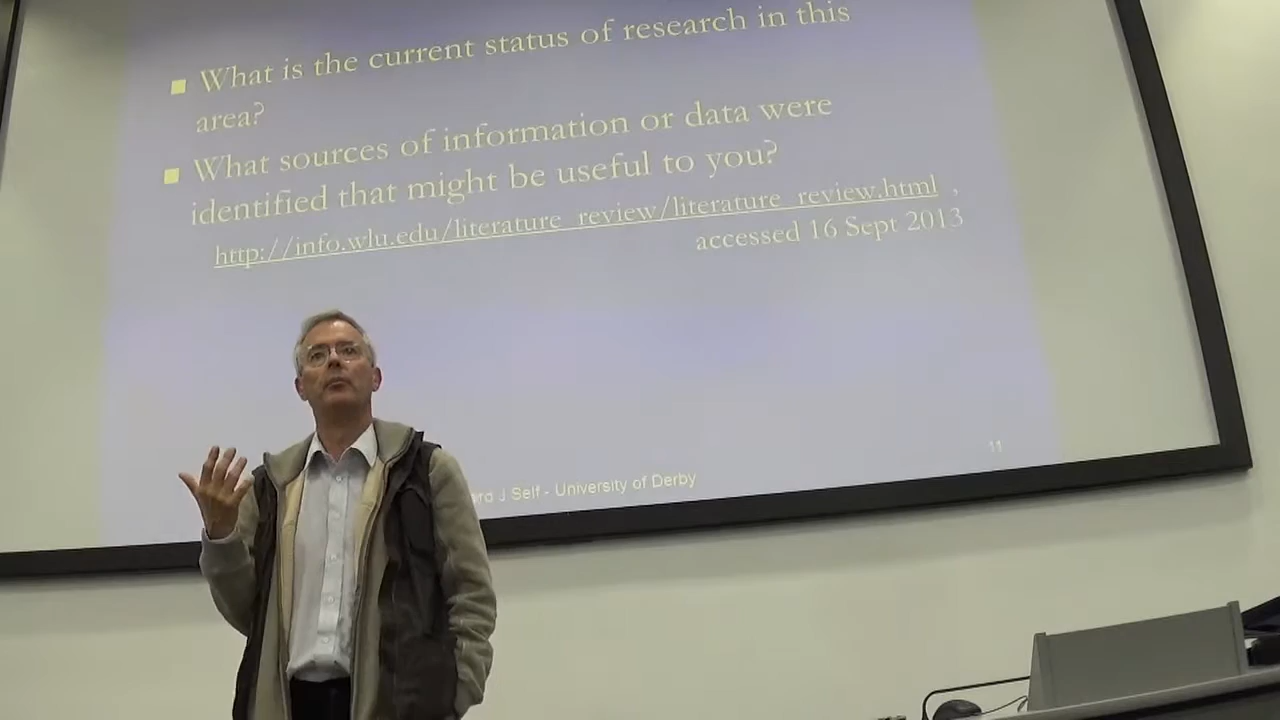 What is the current status of research in this
area?
What sources of information or data were
identified that might be useful to you?
http://info.wlu.edu/literature_review/literature_review.html ,
accessed 16 Sept 2013
11
J Self - University of Derby